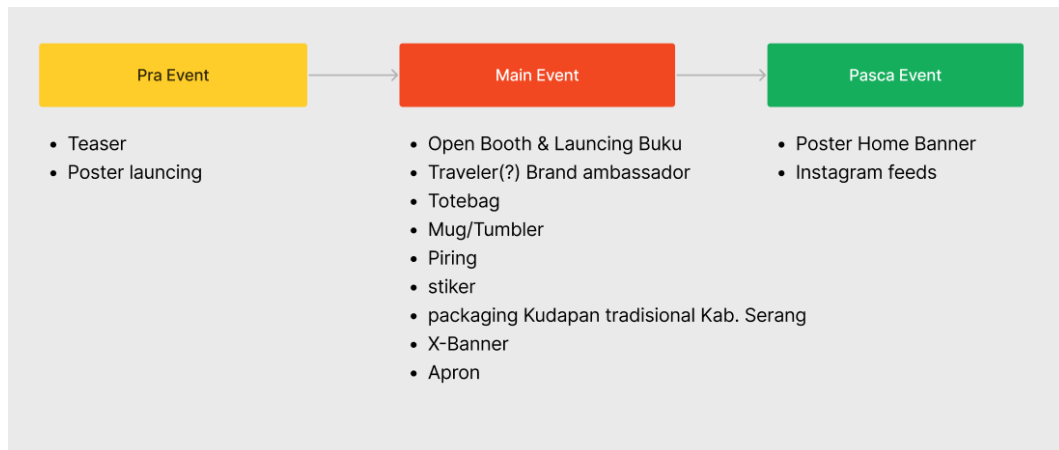 Pra Event
Main Event
Pasca Event
• Teaser
• Poster launcing
• Open Booth & Launcing Buku
• Traveler(?) Brand ambassador
• Totebag
• Mug/Tumbler
• Piring
• stiker
• packaging Kudapan tradisional Kab. Serang
• X-Banner
• Apron
• Poster Home Banner
• Instagram feeds